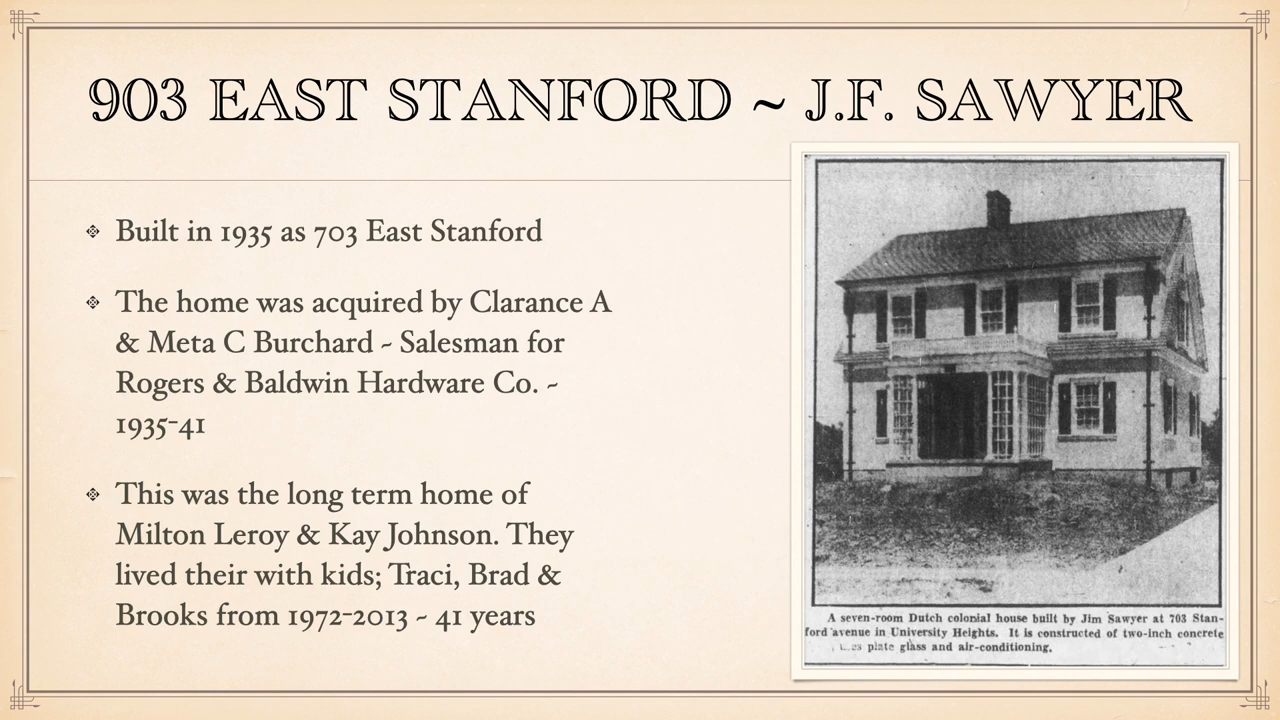 903 EAST STANFORD ~ J.F. SAWYER
Built in 1935 as 703 East Stanford
The home was acquired by Clarance A
& Meta C Burchard ~ Salesman for
Rogers & Baldwin Hardware Co. ~
1935-41
This was the long term home of
Milton Leroy & Kay Johnson. They
lived their with kids; Traci, Brad &
Brooks from 1972-2013 ~ 41 years
A seven-room Dutch colonial house built by Jim Sawyer at 703 Stan-
ford avenue in University Heights. It is constructed of two-inch concrete
plate glass and air-conditioning.